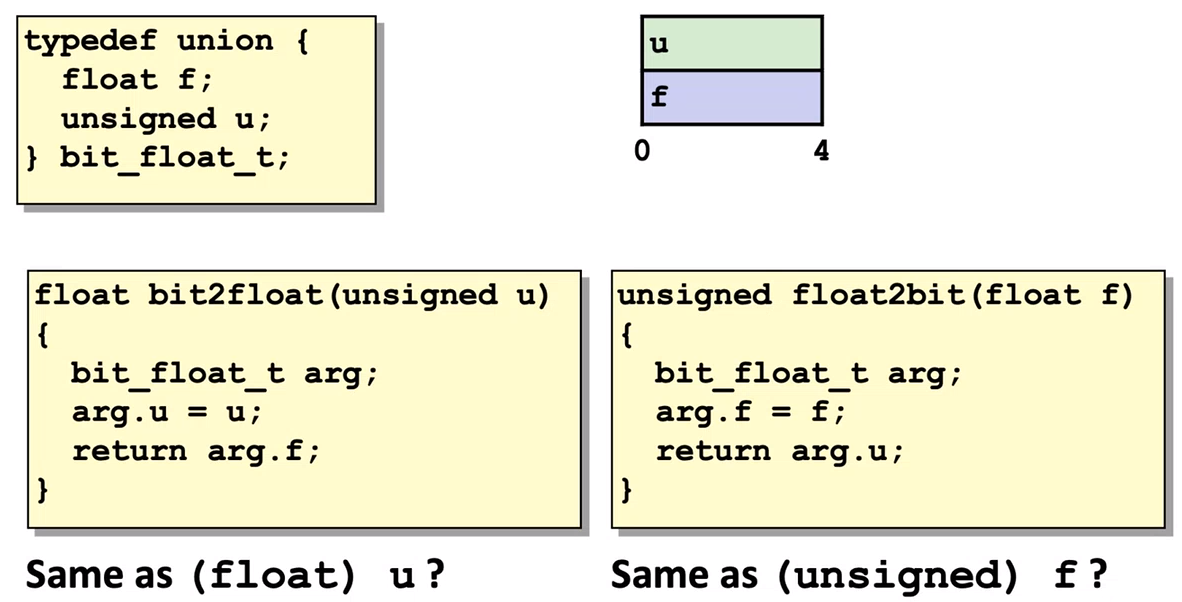 typedef union {
  float f;
  unsigned u;
} bit_float_t;
u
f
0 4
float bit2float(unsigned u)
{
  bit_float_t arg;
  arg.u = u;
  return arg.f;
}
unsigned float2bit(float f)
{
  bit_float_t arg;
  arg.f = f;
  return arg.u;
}
Same as (float) u?
Same as (unsigned) f?